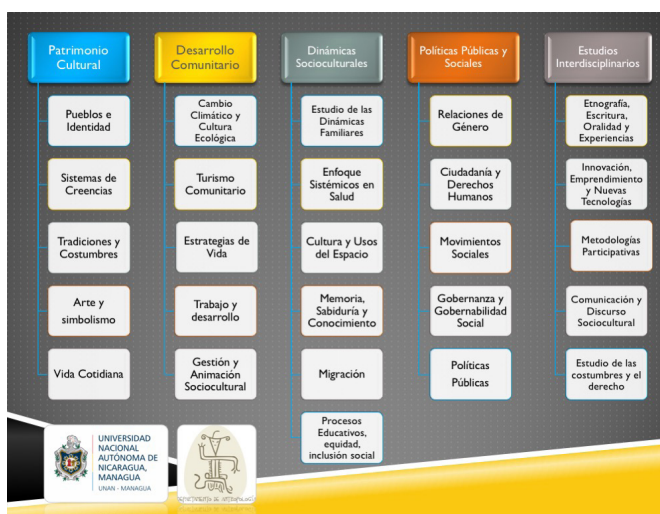 Patrimonio
Cultural
Pueblos e
Identidad
Sistemas de
Creencias
Tradiciones y
Costumbres
Arte y
simbolismo
Vida Cotidiana
Desarrollo
Comunitario
Cambio
Climático y
Cultura
Ecológica
Turismo
Comunitario
Estrategias de
Vida
Trabajo y
desarrollo
Gestión y
Animación
Sociocultural
Dinámicas
Socioculturales
Estudio de las
Dinámicas
Familiares
Enfoque
Sistémicos en
Salud
Cultura y Usos
del Espacio
Memoria,
Sabiduría y
Conocimiento
Migración
Procesos
Educativos,
equidad,
inclusión social
Políticas Públicas y
Sociales
Relaciones de
Género
Ciudadanía y
Derechos
Humanos
Movimientos
Sociales
Gobernanza y
Gobernabilidad
Social
Políticas
Públicas
Estudios
Interdisciplinarios
Etnografía,
Escritura,
Oralidad y
Experiencias
Innovación,
Emprendimiento
y Nuevas
Tecnologías
Metodologías
Participativas
Comunicación y
Discurso
Sociocultural
Estudio de las
costumbres y el
derecho
UNIVERSIDAD
NACIONAL
AUTÓNOMA DE
NICARAGUA,
MANAGUA
UNAN - MANAGUA